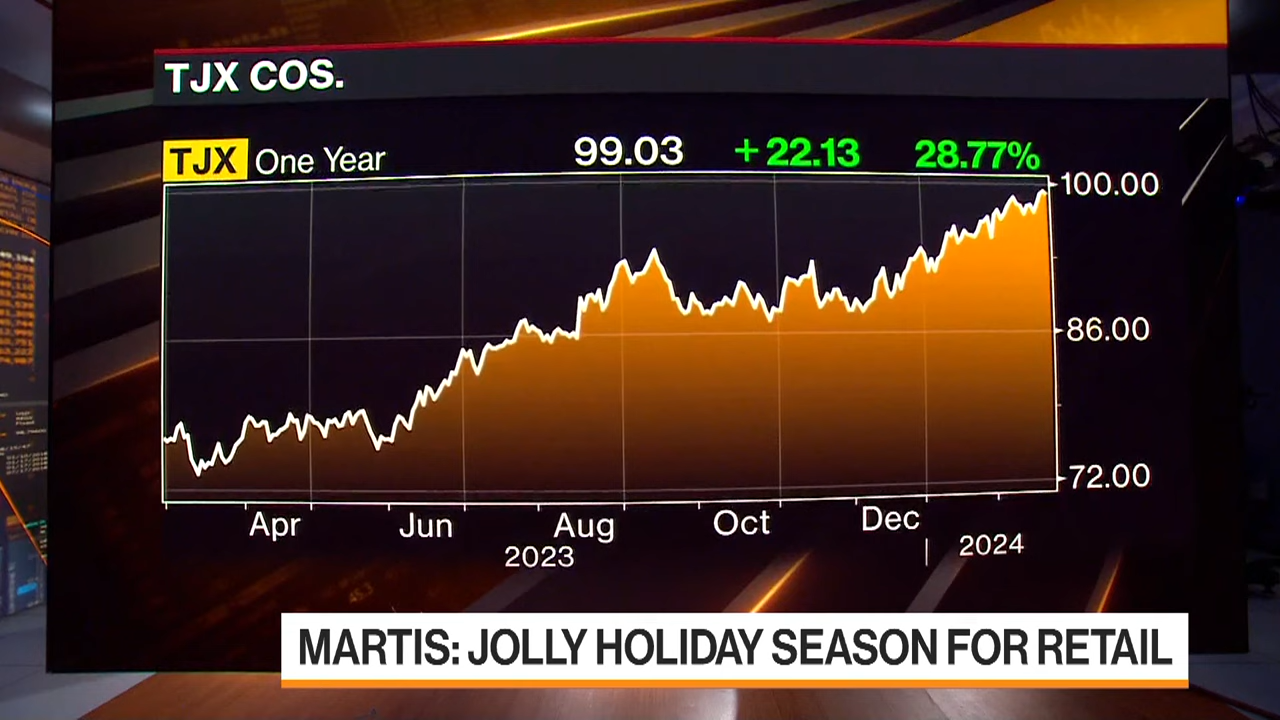 TJX COS.
TJX One Year 99.03 +22.13 28.77%
100.00
86.00
72.00
Apr Jun Aug Oct Dec
2023 2024
MARTIS: JOLLY HOLIDAY SEASON FOR RETAIL